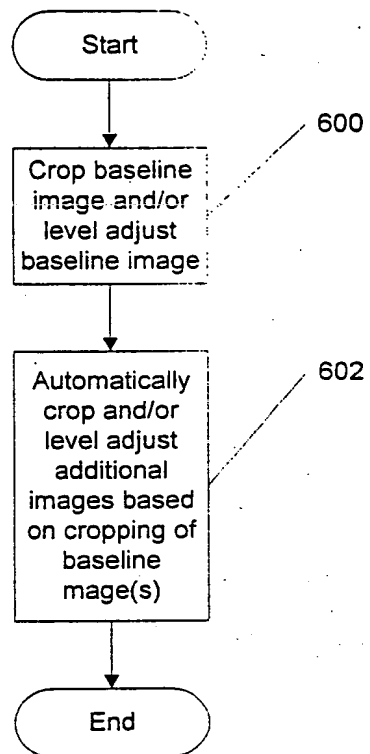 Start
600
Crop baseline
image and/or
level adjust
baseline image
602
Automatically
crop and/or
level adjust
additional
images based
on cropping of
baseline
mage(s)
End